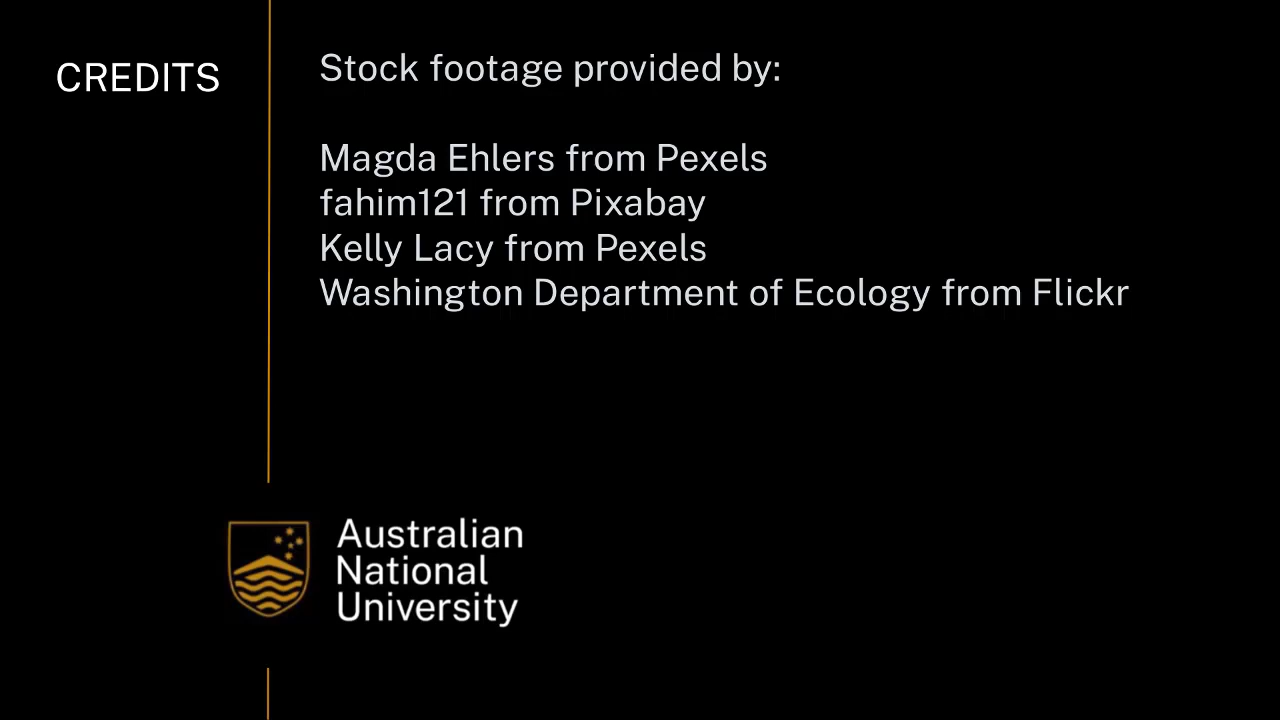 CREDITS
Stock footage provided by:
Magda Ehlers from Pexels
fahim121 from Pixabay
Kelly Lacy from Pexels
Washington Department of Ecology from Flickr
Australian
National
University